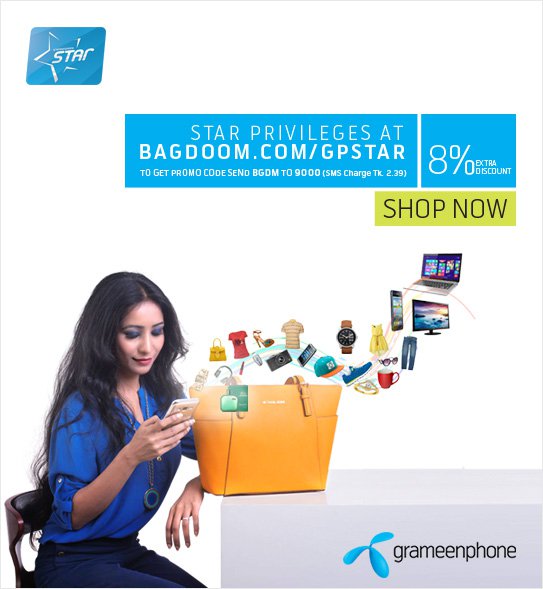 STAR
STAR PRIVILEGES AT
BAGDOOM.COM/GPSTAR
TO GET PROMO CODE SEND BGDM TO 9000 (SMS Charge Tk. 2.39)
8% EXTRA
DISCOUNT
SHOP NOW
grameenphone